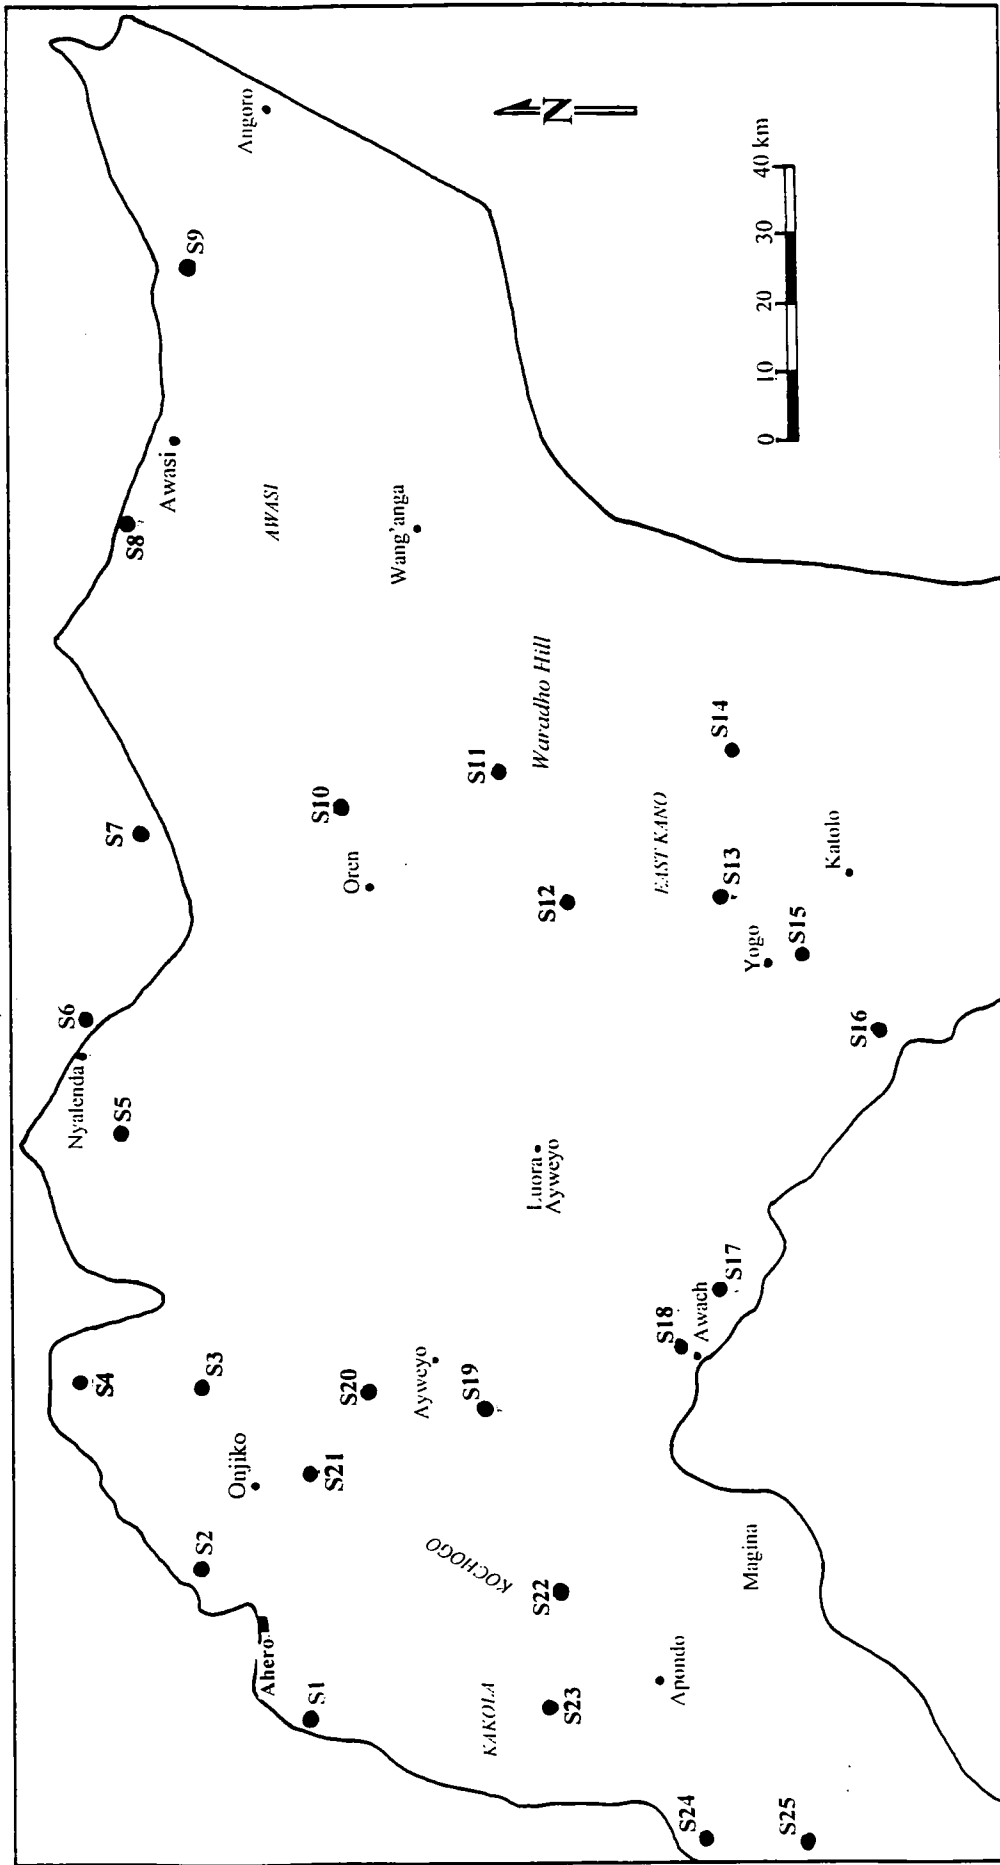 S4
S3
S2
Onjiko
Ahero
S1
S21
S20
Ayweyo
S19
KOCHOGO
KAKOLA
S22
S23
Apondo
Magina
S24
S25
S18
Awach
S17
Luora
Ayweyo
Nyalenda
S5
S6
S7
S8
Awasi
S9
Angoro
AWASI
Wang'anga
Oren
S10
S11
Waradho Hill
S12
EAST KANO
S13
S14
Yogo
S15
Katolo
S16
N
0 10 20 30 40 km